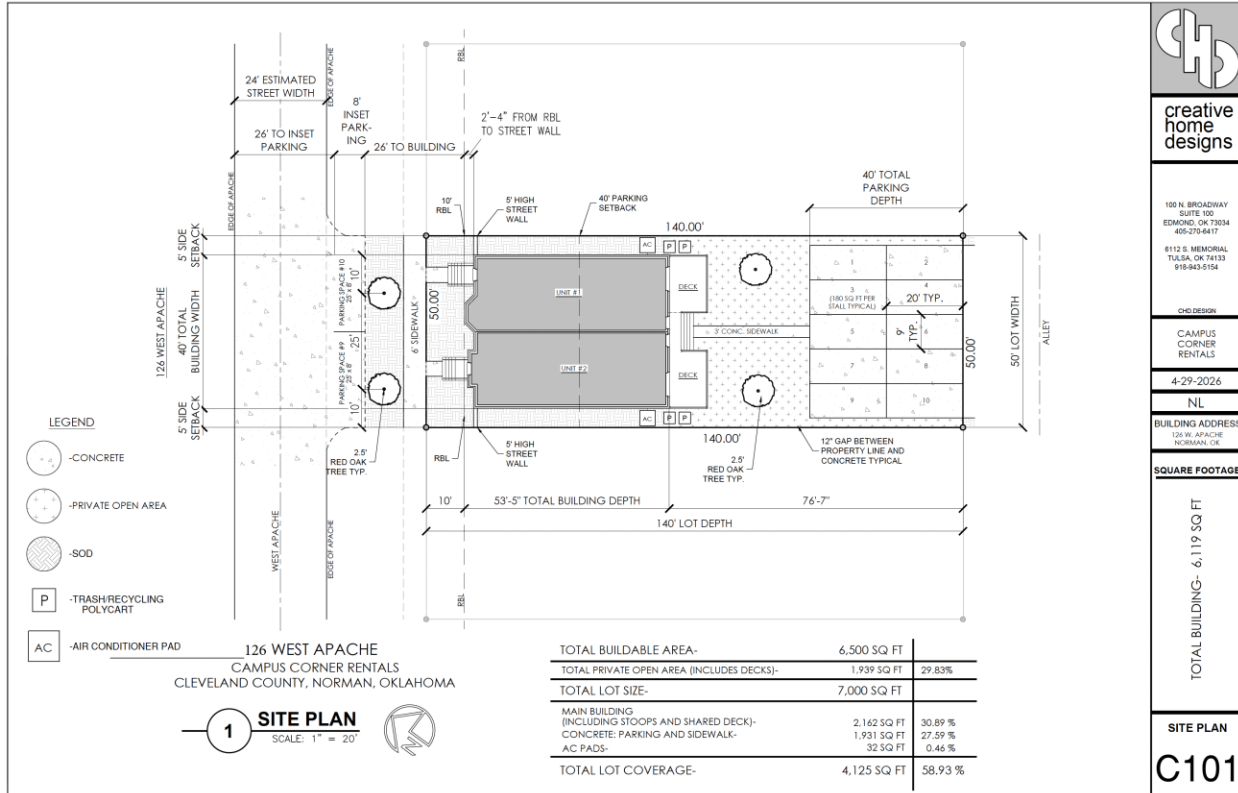 24' ESTIMATED
STREET WIDTH
EDGE OF APACHE
8'
INSET
PARK-
ING
26' TO INSET
PARKING
26' TO BUILDING
RBL
2'-4" FROM RBL
TO STREET WALL
40' TOTAL
PARKING
DEPTH
EDGE OF APACHE
10'
RBL
5' HIGH
STREET
WALL
40' PARKING
SETBACK
140.00'
5' SIDE
SETBACK
AC
P
P
126 WEST APACHE
40' TOTAL
BUILDING WIDTH
10'
PARKING SPACE #10
25' x 8'
25'
PARKING SPACE #9
25' x 8'
10'
6' SIDEWALK
50.00'
UNIT #1
UNIT #2
DECK
DECK
3' CONC. SIDEWALK
1
2
3
4
(180 SQ FT PER
STALL TYPICAL)
20' TYP.
5
6
9'
TYP.
7
8
9
10
50.00'
50' LOT WIDTH
ALLEY
5' SIDE
SETBACK
AC
P
P
140.00'
2.5'
RED OAK
TREE TYP.
RBL
5' HIGH
STREET
WALL
2.5'
RED OAK
TREE TYP.
12" GAP BETWEEN
PROPERTY LINE AND
CONCRETE TYPICAL
10'
53'-5" TOTAL BUILDING DEPTH
76'-7"
140' LOT DEPTH
WEST APACHE
EDGE OF APACHE
RBL
LEGEND
-CONCRETE
-PRIVATE OPEN AREA
-SOD
P
-TRASH/RECYCLING
POLYCART
AC
-AIR CONDITIONER PAD
126 WEST APACHE
CAMPUS CORNER RENTALS
CLEVELAND COUNTY, NORMAN, OKLAHOMA
1
SITE PLAN
SCALE: 1" = 20'
N
TOTAL BUILDABLE AREA- 6,500 SQ FT
TOTAL PRIVATE OPEN AREA (INCLUDES DECKS)- 1,939 SQ FT 29.83%
TOTAL LOT SIZE- 7,000 SQ FT
MAIN BUILDING
(INCLUDING STOOPS AND SHARED DECK)- 2,162 SQ FT 30.89 %
CONCRETE: PARKING AND SIDEWALK- 1,931 SQ FT 27.59 %
AC PADS- 32 SQ FT 0.46 %
TOTAL LOT COVERAGE- 4,125 SQ FT 58.93 %
CHD
creative
home
designs
100 N. BROADWAY
SUITE 100
EDMOND, OK 73034
405-270-6417
6112 S. MEMORIAL
TULSA, OK 74133
918-943-5154
CHD.DESIGN
CAMPUS
CORNER
RENTALS
4-29-2026
NL
BUILDING ADDRESS
126 W. APACHE
NORMAN, OK
SQUARE FOOTAGE
TOTAL BUILDING- 6,119 SQ FT
SITE PLAN
C101